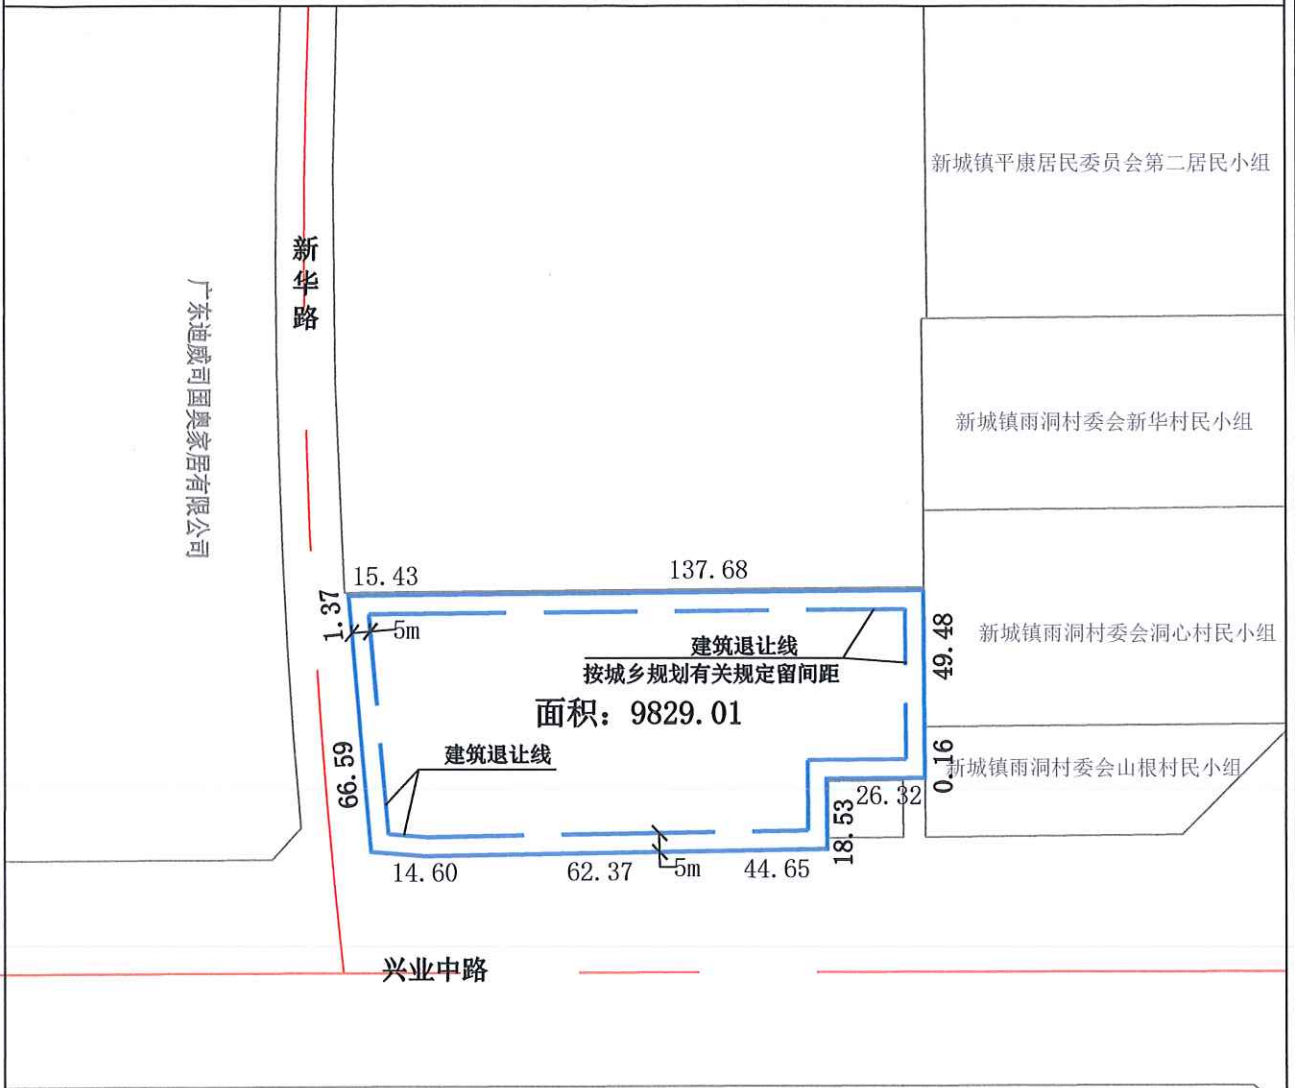 新城镇平康居民委员会第二居民小组
新华路
广东迪威司国奥家居有限公司
新城镇雨洞村委会新华村民小组
15.43
137.68
1.37
5m
建筑退让线
按城乡规划有关规定留间距
49.48
新城镇雨洞村委会洞心村民小组
面积：9829.01
建筑退让线
66.59
0.16
新城镇雨洞村委会山根村民小组
26.32
18.53
14.60
62.37
5m
44.65
兴业中路